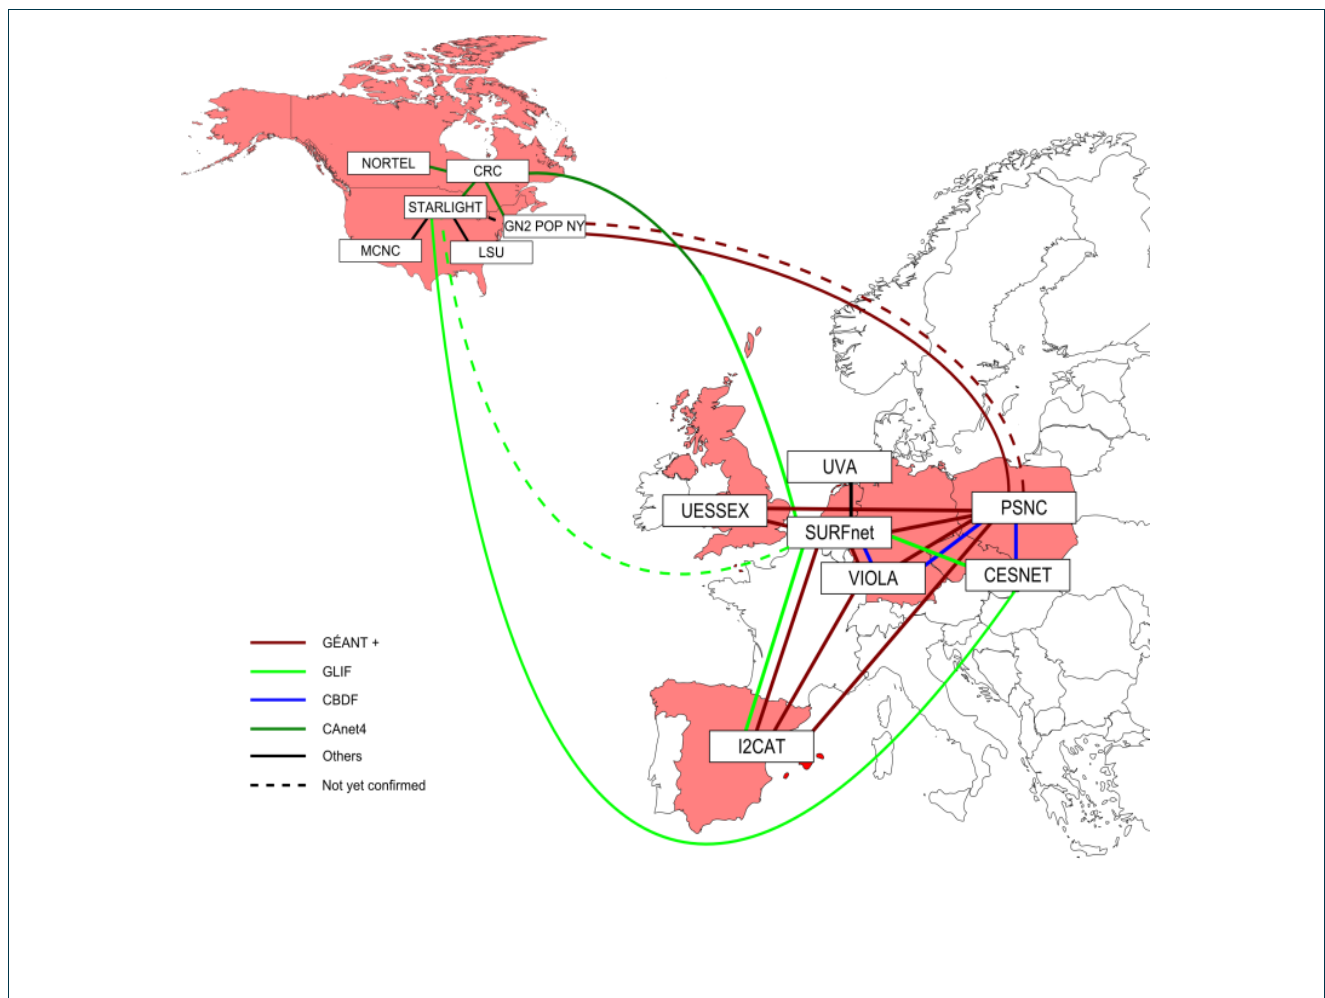 NORTEL
CRC
STARLIGHT
GN2 POP NY
MCNC
LSU
UVA
UESSEX
PSNC
SURFnet
VIOLA
CESNET
I2CAT
GÉANT +
GLIF
CBDF
CAnet4
Others
Not yet confirmed